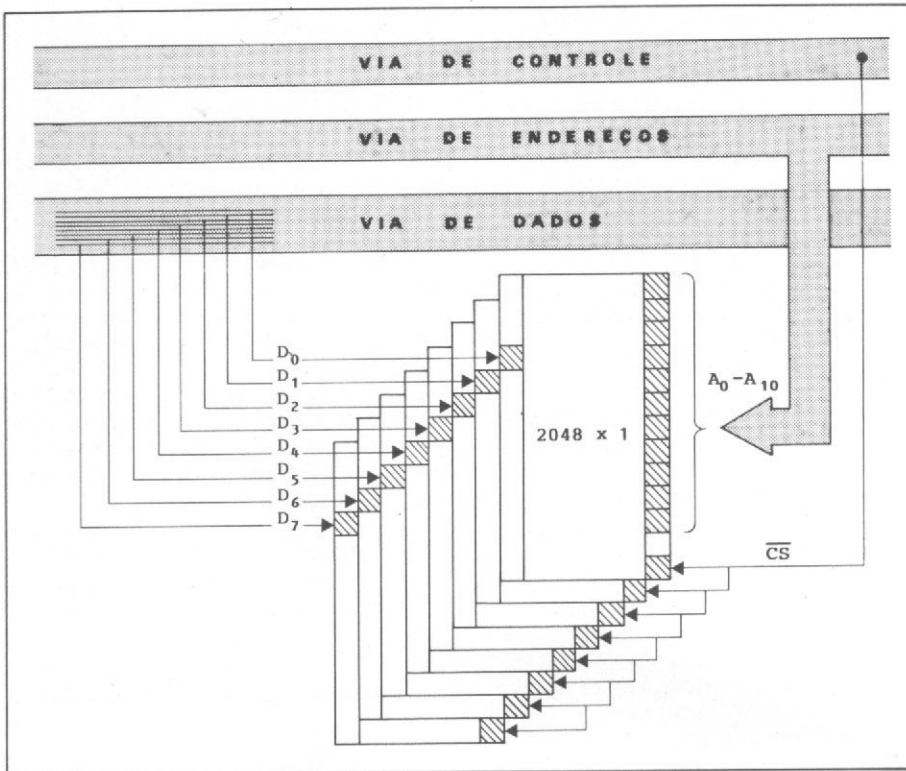 VIA DE CONTROLE
VIA DE ENDEREÇOS
VIA DE DADOS
D0
D1
D2
D3
D4
D5
D6
D7
2048 x 1
A0-A10
CS